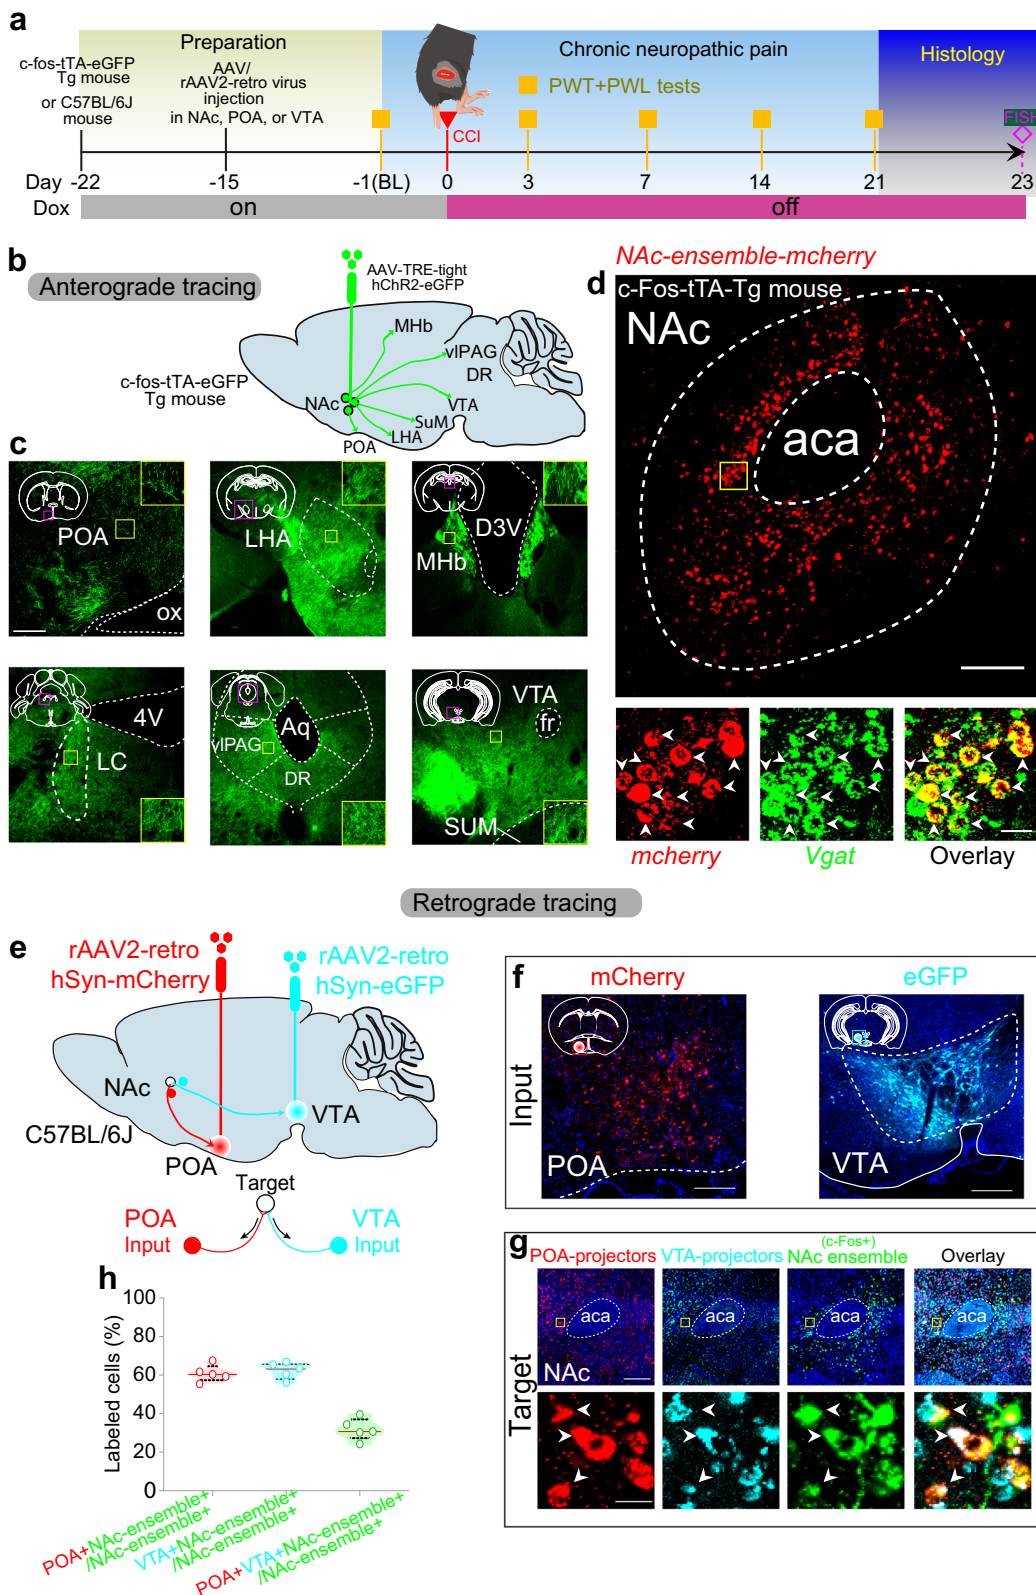 a
Preparation
Chronic neuropathic pain
Histology
c-fos-tTA-eGFP
Tg mouse
or C57BL/6J
mouse
AAV/
rAAV2-retro virus
injection
in NAc, POA, or VTA
PWT+PWL tests
CCI
FISH
Day -22 -15 -1(BL) 0 3 7 14 21 23
Dox on off
b
Anterograde tracing
AAV-TRE-tight
hChR2-eGFP
c-fos-tTA-eGFP
Tg mouse
MHb
vlPAG
DR
NAc
VTA
SuM
LHA
POA
c
POA
ox
LHA
D3V
MHb
4V
LC
Aq
vlPAG
DR
VTA
fr
SUM
NAc-ensemble-mcherry
d
c-Fos-tTA-Tg mouse
NAc
aca
mcherry
Vgat
Overlay
Retrograde tracing
e
rAAV2-retro
hSyn-mCherry
rAAV2-retro
hSyn-eGFP
NAc
C57BL/6J
VTA
POA
Target
POA
Input
VTA
Input
f
mCherry
eGFP
Input
POA
VTA
g
POA-projectors
VTA-projectors
(c-Fos+)
NAc ensemble
Overlay
Target
aca
aca
aca
aca
NAc
h
Labeled cells (%)
100
80
60
40
20
0
POA+NAc-ensemble+
/NAc-ensemble+
VTA+NAc-ensemble+
/NAc-ensemble+
POA+VTA+NAc-ensemble+
/NAc-ensemble+